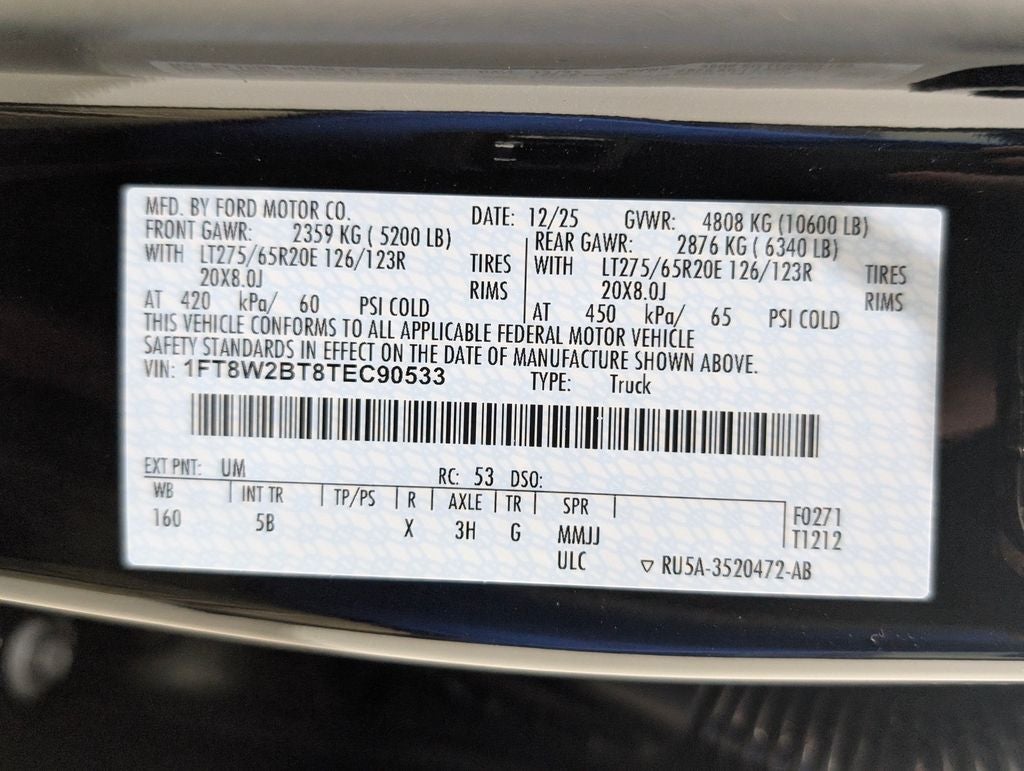 MFD. BY FORD MOTOR CO. DATE: 12/25 GVWR: 4808 KG (10600 LB)
FRONT GAWR: 2359 KG ( 5200 LB) REAR GAWR: 2876 KG ( 6340 LB)
WITH LT275/65R20E 126/123R TIRES WITH LT275/65R20E 126/123R TIRES
20X8.0J RIMS 20X8.0J RIMS
AT 420 kPa/ 60 PSI COLD AT 450 kPa/ 65 PSI COLD
THIS VEHICLE CONFORMS TO ALL APPLICABLE FEDERAL MOTOR VEHICLE
SAFETY STANDARDS IN EFFECT ON THE DATE OF MANUFACTURE SHOWN ABOVE.
VIN: 1FT8W2BT8TEC90533 TYPE: Truck
EXT PNT: UM RC: 53 DSO:
WB INT TR TP/PS R AXLE TR SPR F0271
160 5B X 3H G MMJJ T1212
ULC ▽ RU5A-3520472-AB